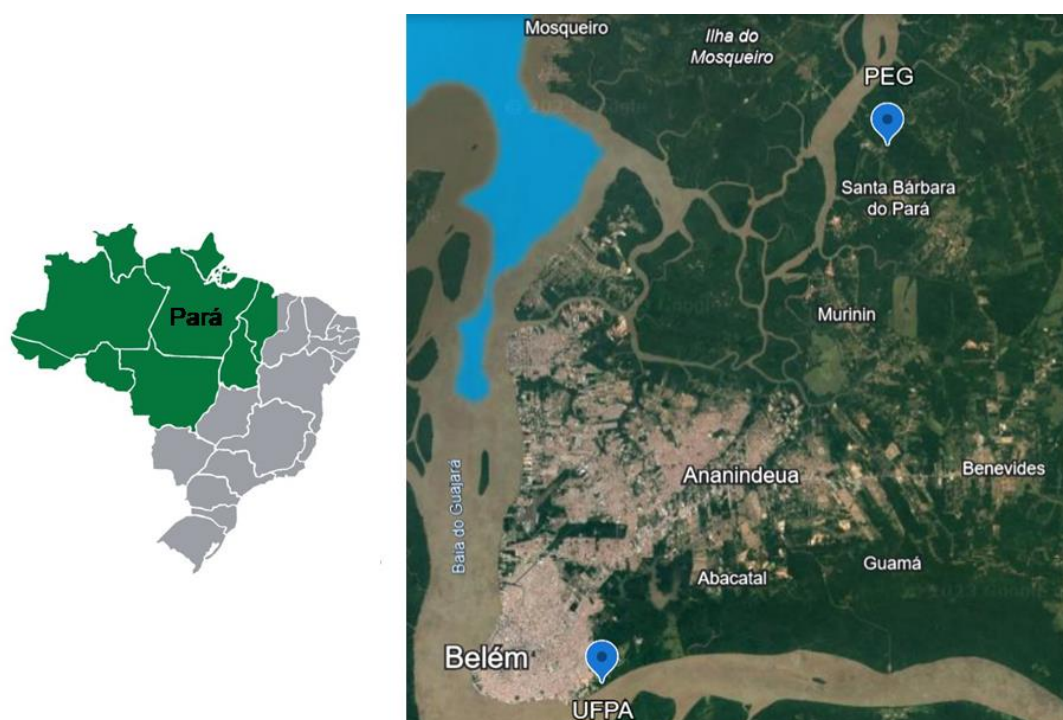 Pará
Mosqueiro
Ilha do
Mosqueiro
PEG
Santa Bárbara
do Pará
Murinin
Ananindeua
Benevides
Baía do Guajará
Abacatal
Guamá
Belém
UFPA